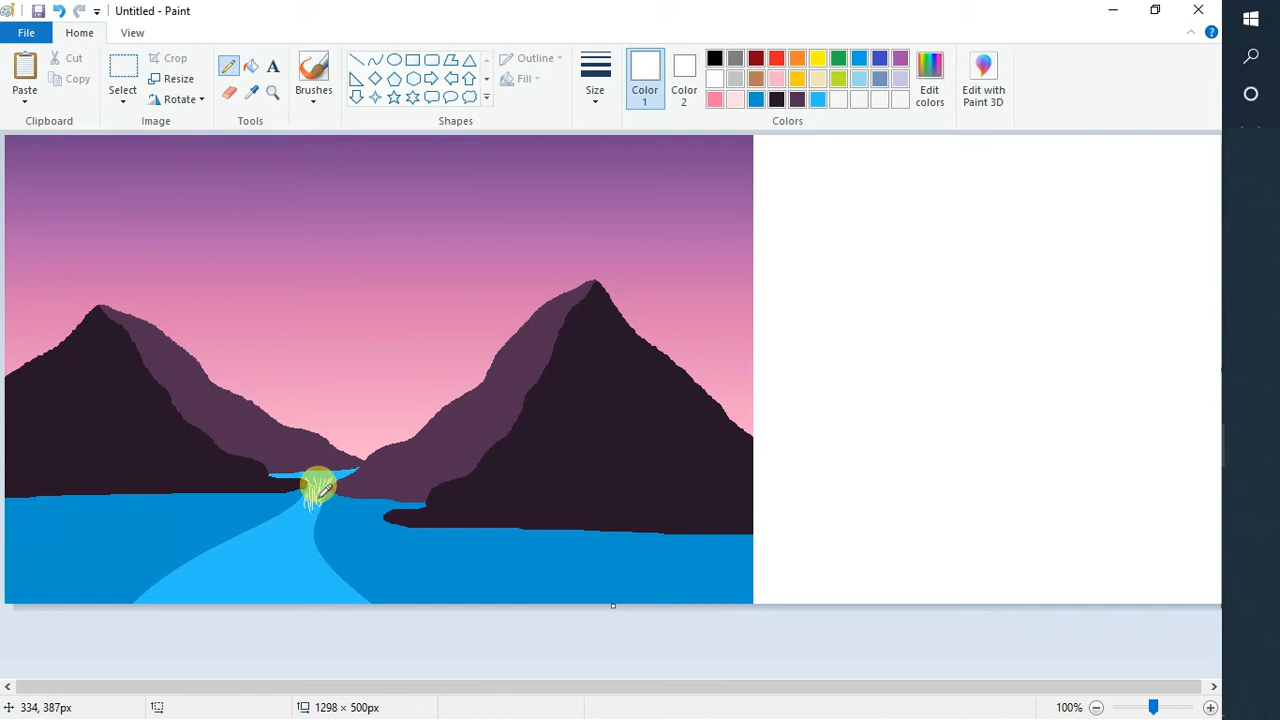 Untitled - Paint
File Home View
Paste Cut Copy
Select Crop Resize Rotate
Brushes
Outline Fill
Size
Color 1
Color 2
Edit colors
Edit with Paint 3D
Clipboard Image Tools Shapes Colors
334, 387px 1298 × 500px 100%